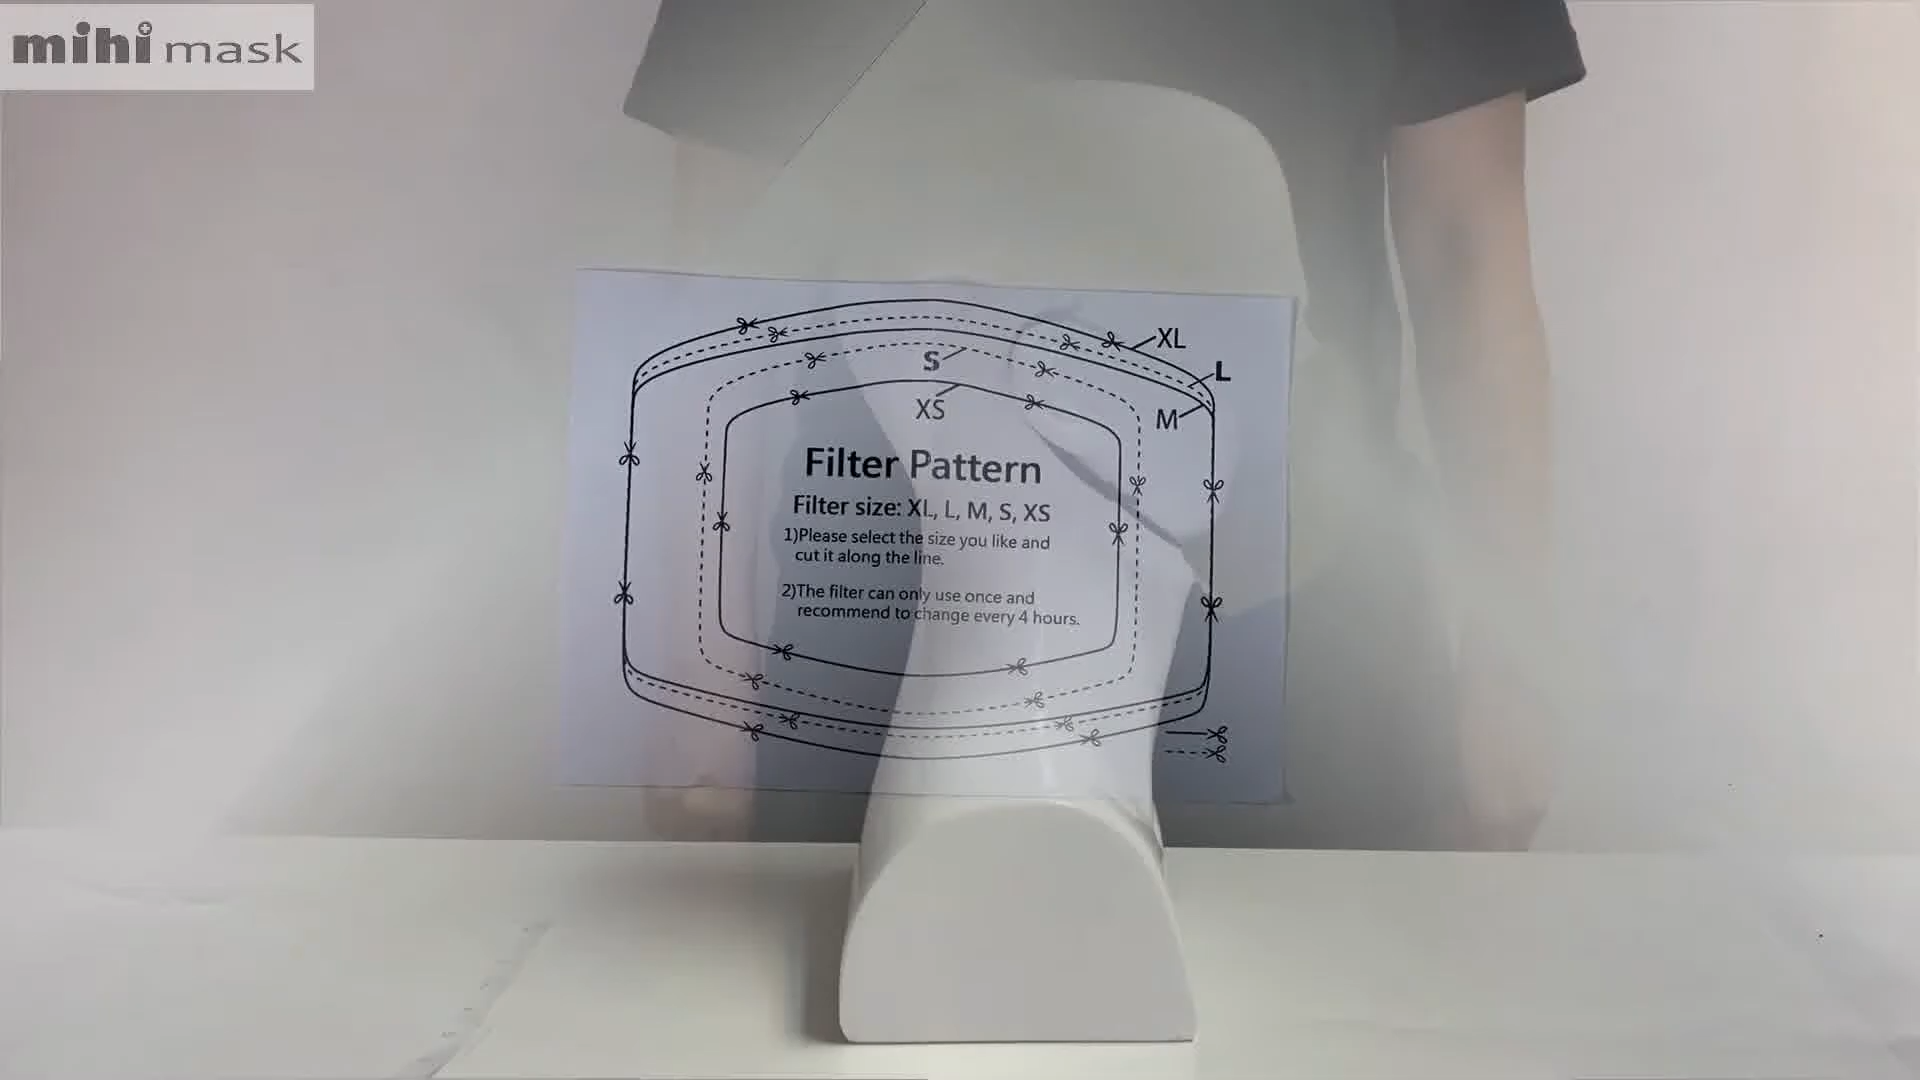 mihi mask
XL
L
S
M
XS
Filter Pattern
Filter size: XL, L, M, S, XS
1)Please select the size you like and
cut it along the line.
2)The filter can only use once and
recommend to change every 4 hours.